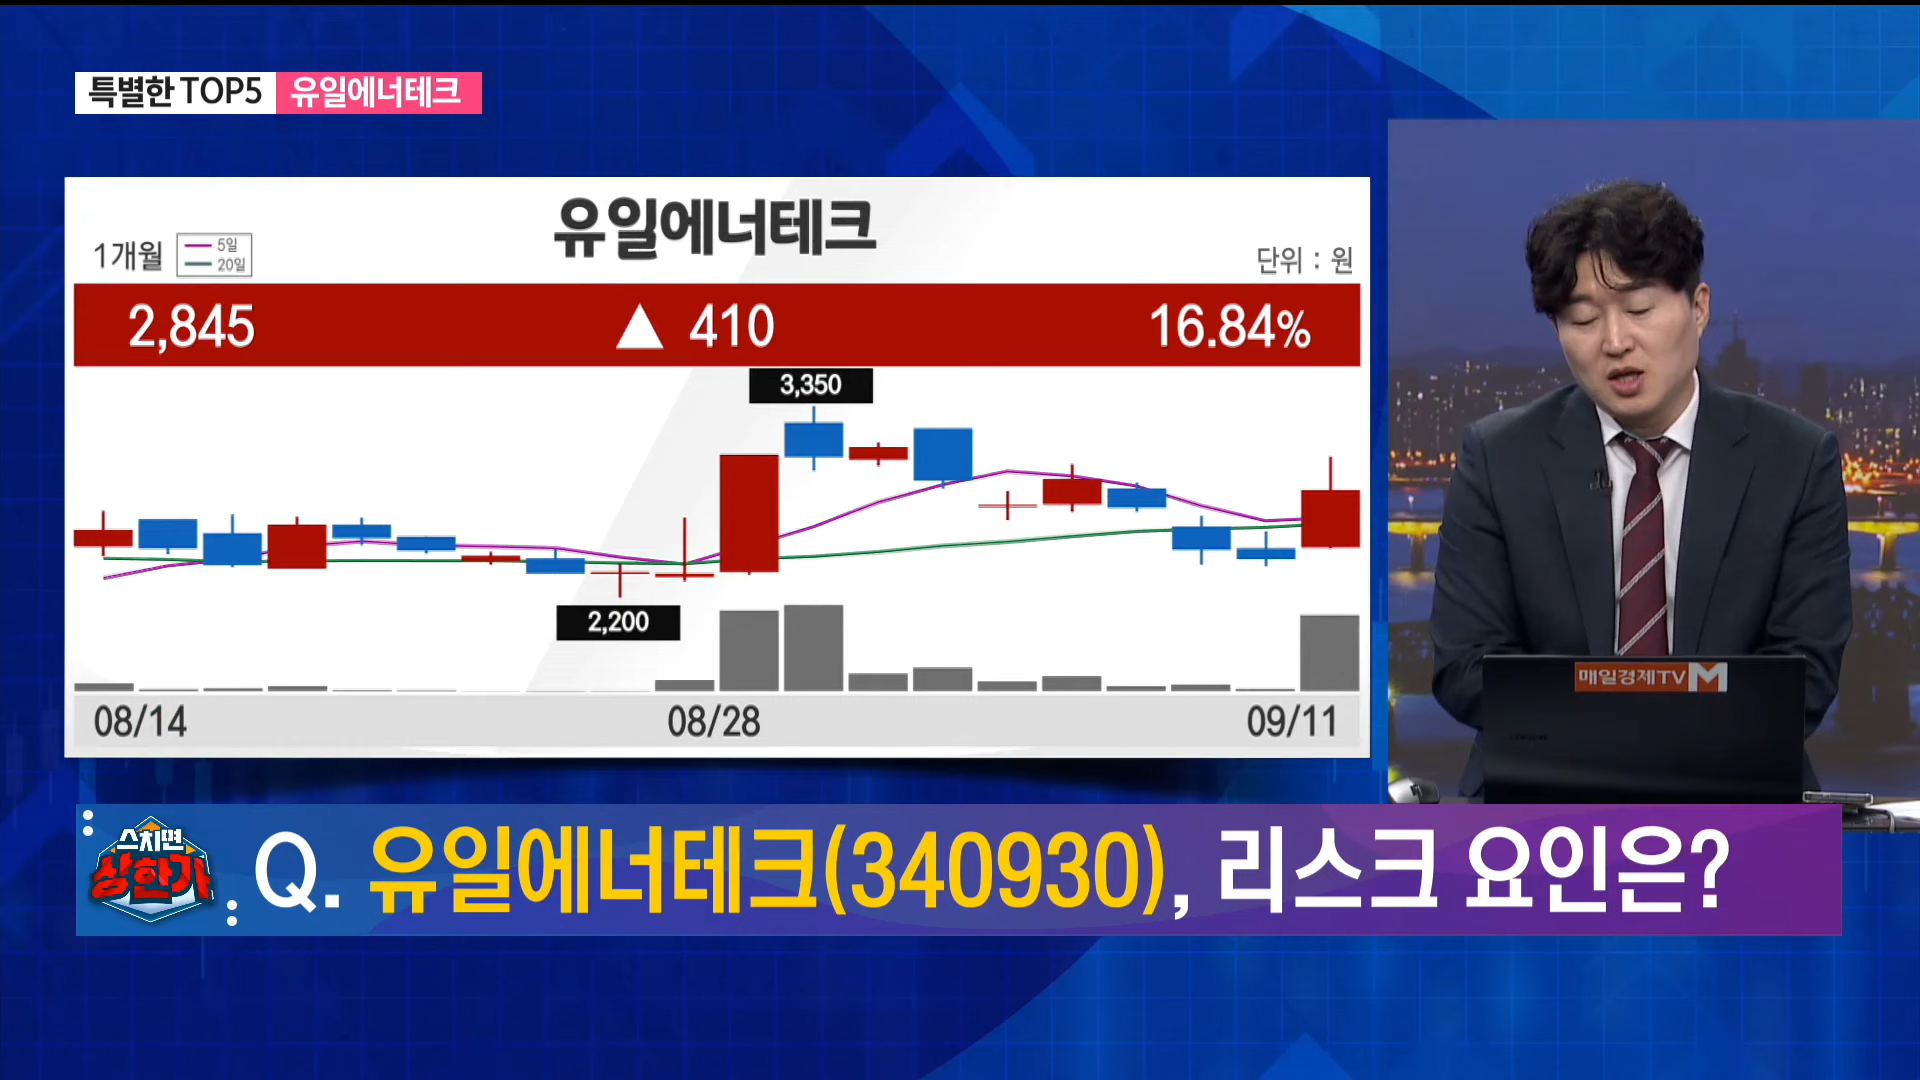 특별한 TOP5 유일에너테크
유일에너테크
1개월
5일
20일
단위 : 원
2,845 ▲ 410 16.84%
3,350
2,200
08/14 08/28 09/11
매일경제TV M
스치면
상한가
Q. 유일에너테크(340930), 리스크 요인은?